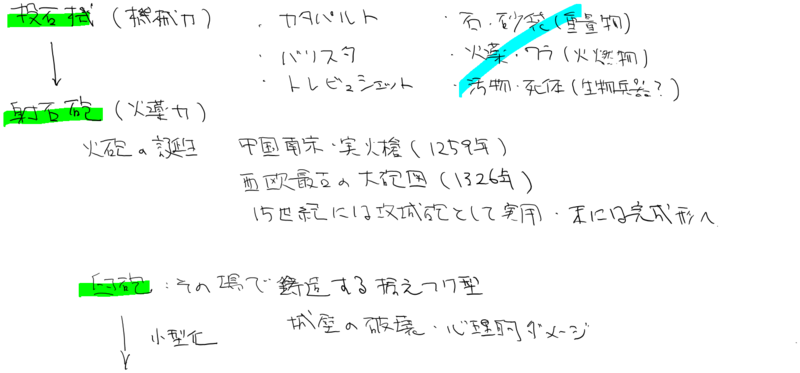 投石機（機械力） ・カタパルト ・石・砂袋（重量物）
・バリスタ ・火薬・ワラ（火燃物）
・トレビュシェット ・汚物・死体（生物兵器？）
↓
射石砲（火薬力）
火砲の誕生 中国南宋・実火槍（1259年）
西欧最古の大砲図（1326年）
15世紀には攻城砲として実用・末には完成形へ
臼砲：その場で鋳造する据えつけ型
↓ 小型化 城壁の破壊・心理的ダメージ